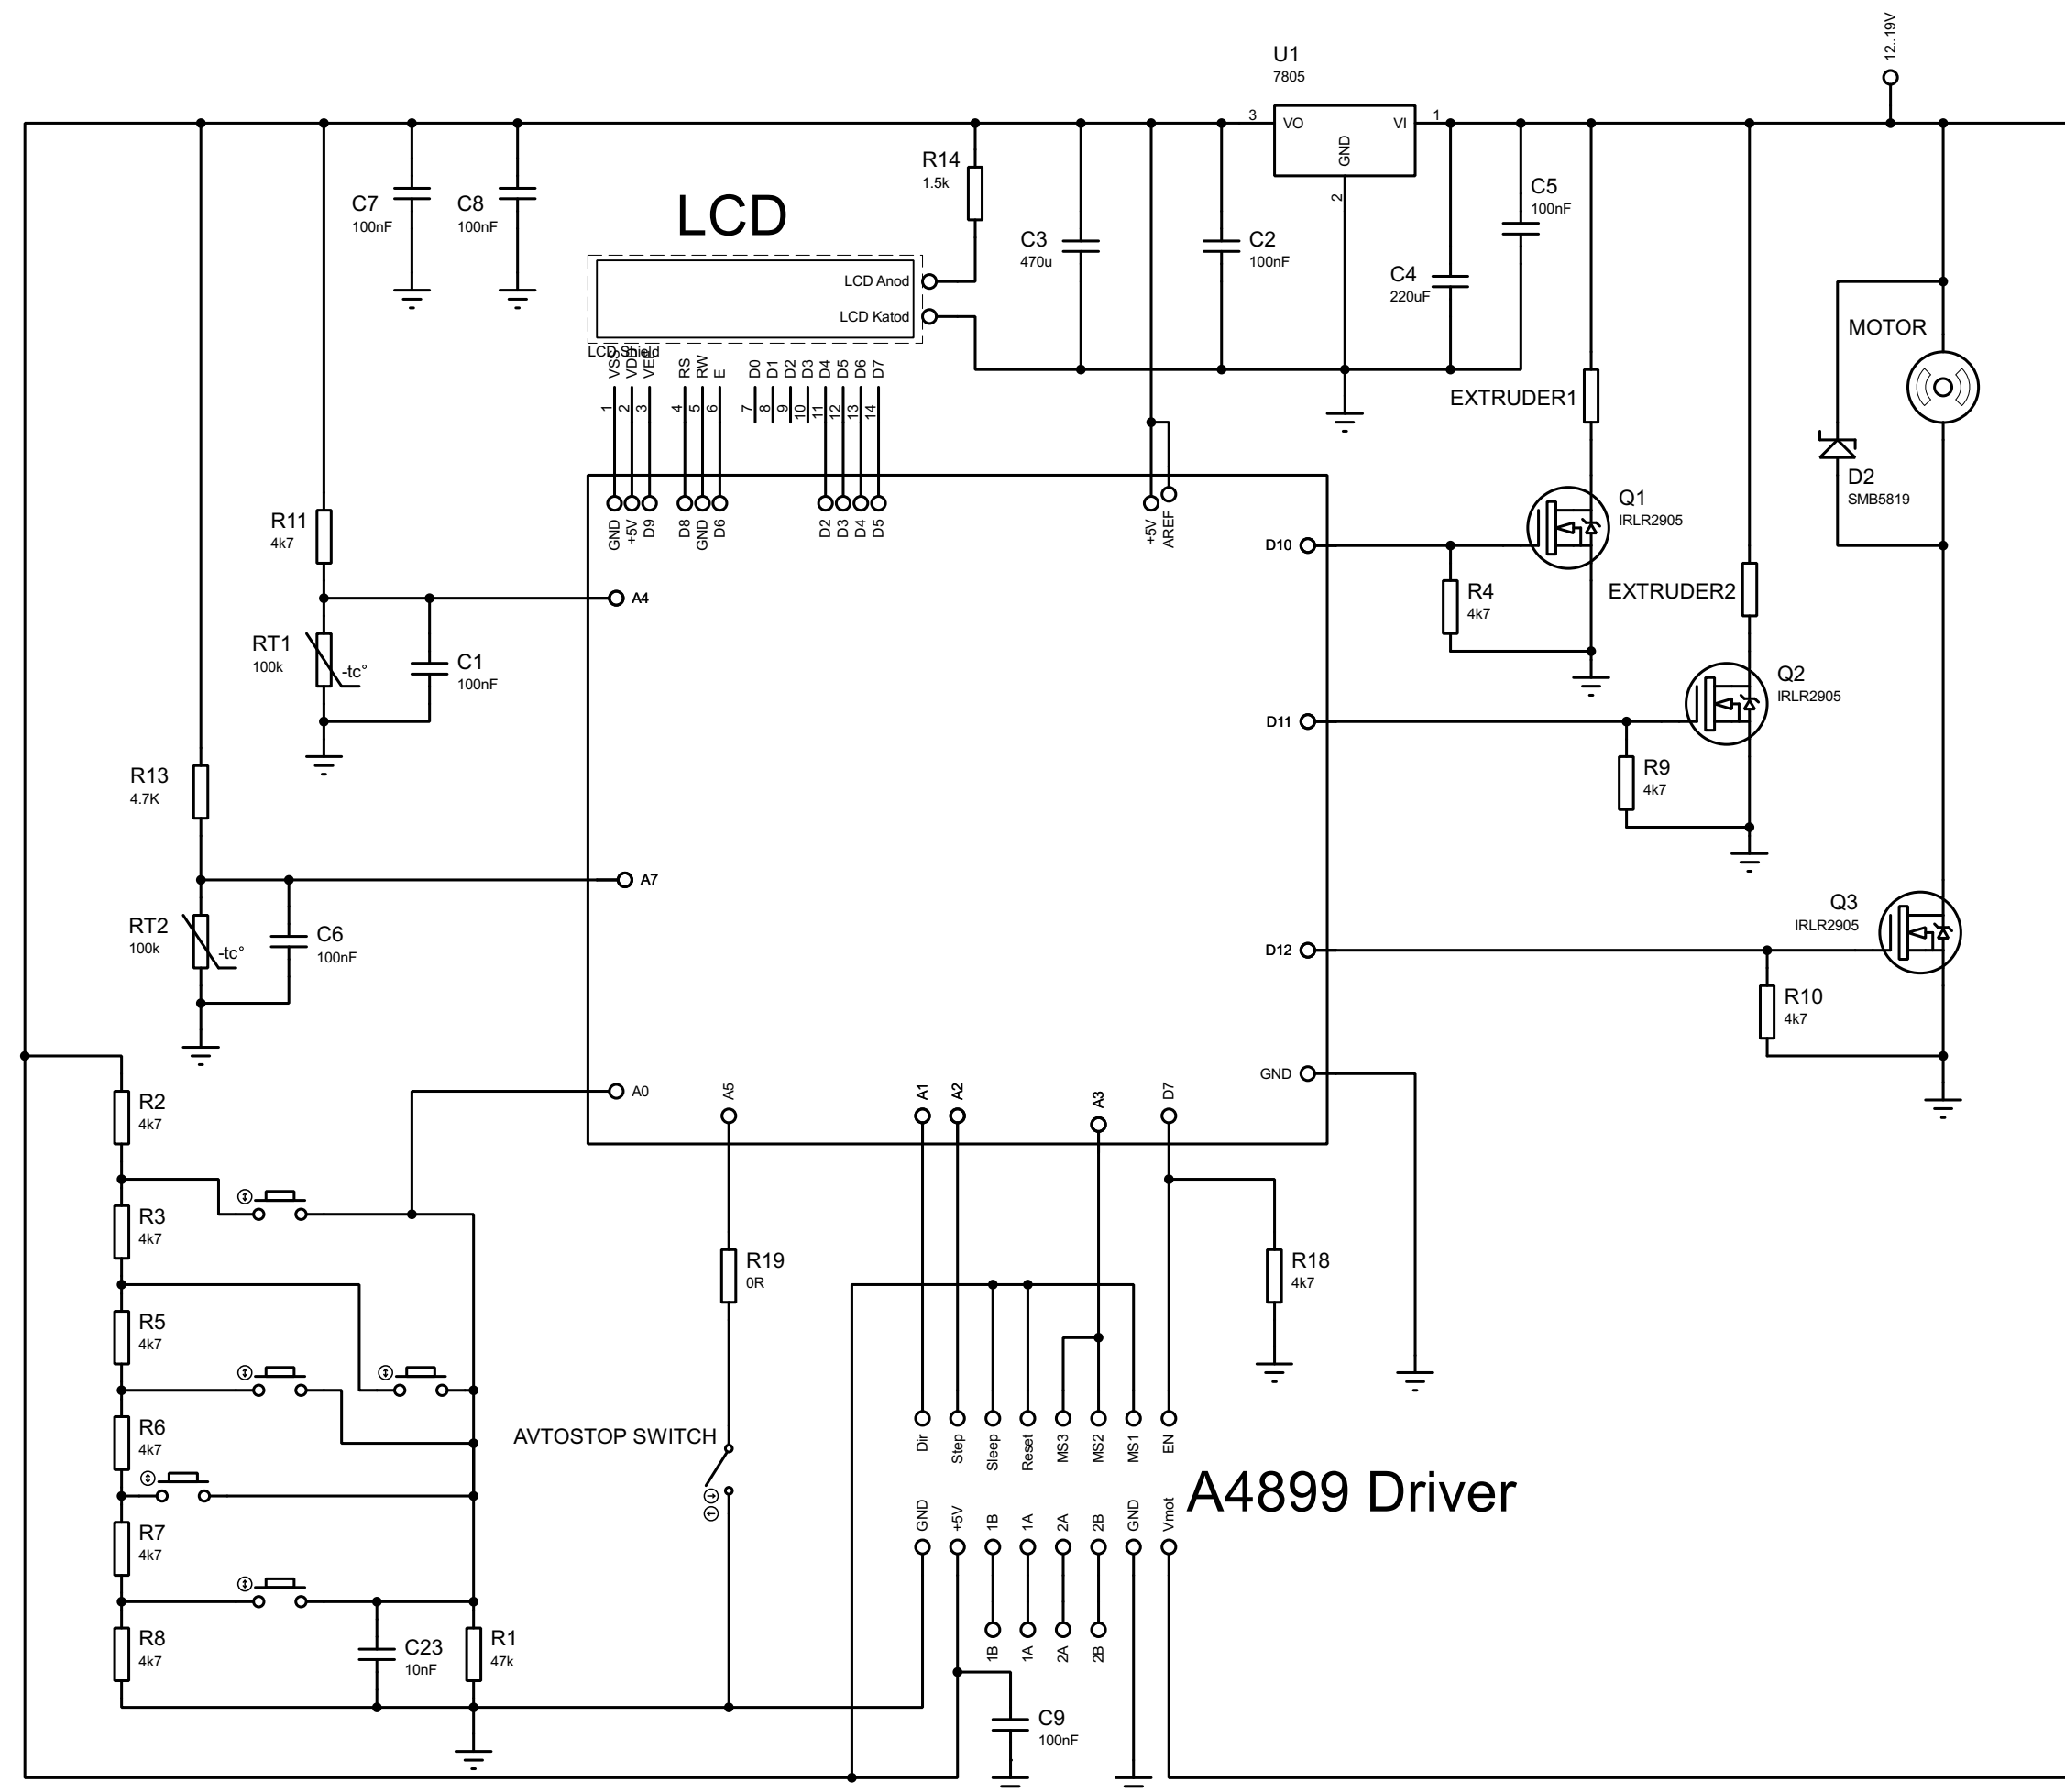 12..19V
U1
7805
3
VO
VI
1
GND
2
R14
1.5k
C7
100nF
C8
100nF
LCD
C3
470u
C2
100nF
C4
220uF
C5
100nF
LCD Anod
LCD Katod
LCD Shield
VSS
VDD
VEE
RS
RW
E
D0
D1
D2
D3
D4
D5
D6
D7
1
2
3
4
5
6
7
8
9
10
11
12
13
14
MOTOR
EXTRUDER1
D2
SMB5819
Q1
IRLR2905
R11
4k7
GND
+5V
D9
D8
GND
D6
D2
D3
D4
D5
+5V
AREF
D10
R4
4k7
EXTRUDER2
A4
RT1
100k
-tc°
C1
100nF
Q2
IRLR2905
D11
R13
4.7K
R9
4k7
A7
RT2
100k
-tc°
C6
100nF
Q3
IRLR2905
D12
R10
4k7
GND
A0
A5
A1
A2
A3
D7
R2
4k7
R3
4k7
R19
0R
R18
4k7
R5
4k7
R6
4k7
AVTOSTOP SWITCH
Dir
Step
Sleep
Reset
MS3
MS2
MS1
EN
A4899 Driver
GND
+5V
1B
1A
2A
2B
GND
Vmot
R7
4k7
R8
4k7
C23
10nF
R1
47k
1B
1A
2A
2B
C9
100nF